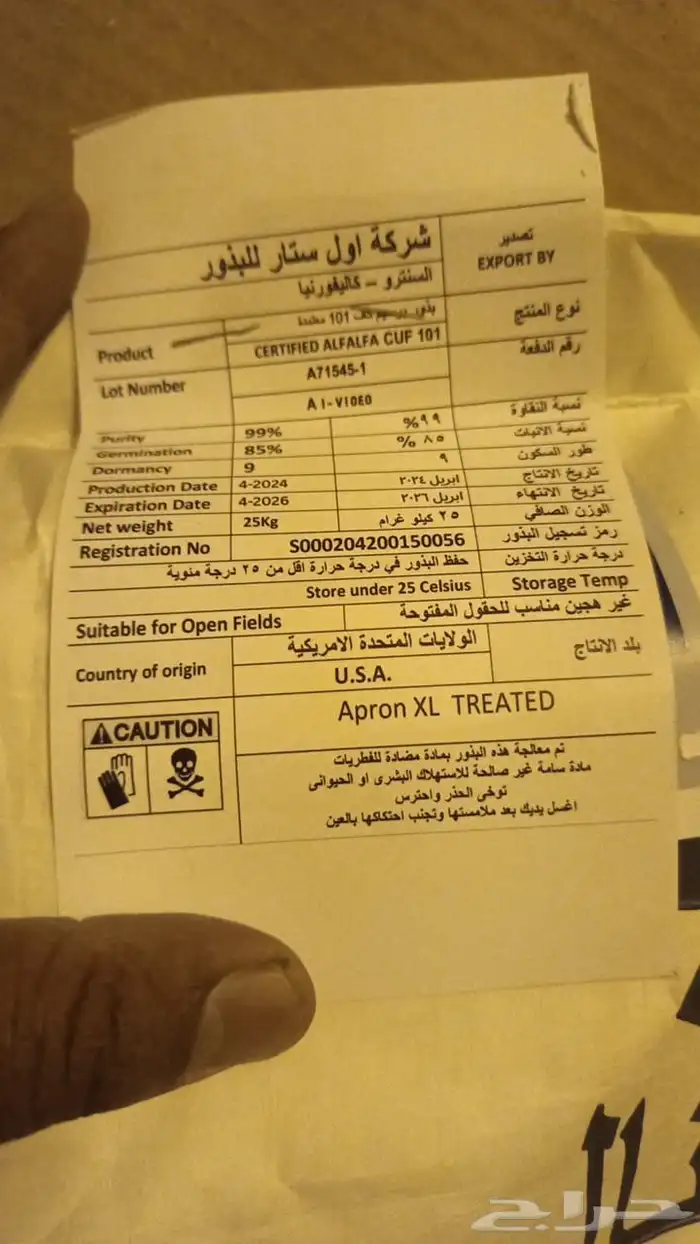 شركة اول ستار للبذور
تصدير
EXPORT BY
السنترو – كاليفورنيا
Product
بذور برسيم كف 101 معتمدة
نوع المنتج
CERTIFIED ALFALFA CUF 101
Lot Number
A71545-1
رقم الدفعة
Purity 99% %٩٩ نسبة النقاوة
Germination 85% %٨٥ نسبة الانبات
Dormancy 9 ٩ طور السكون
Production Date 4-2024 ابريل ٢٠٢٤ تاريخ الانتاج
Expiration Date 4-2026 ابريل ٢٠٢٦ تاريخ الانتهاء
Net weight 25Kg ٢٥ كيلو غرام الوزن الصافي
Registration No S000204200150056 رمز تسجيل البذور
حفظ البذور في درجة حرارة اقل من ٢٥ درجة مئوية درجة حرارة التخزين
Store under 25 Celsius Storage Temp
Suitable for Open Fields غير هجين مناسب للحقول المفتوحة
Country of origin
الولايات المتحدة الامريكية
بلد الانتاج
U.S.A.
CAUTION
Apron XL TREATED
تم معالجة هذه البذور بمادة مضادة للفطريات
مادة سامة غير صالحة للاستهلاك البشرى او الحيوانى
توخى الحذر واحترس
اغسل يديك بعد ملامستها وتجنب احتكاكها بالعين
حراج